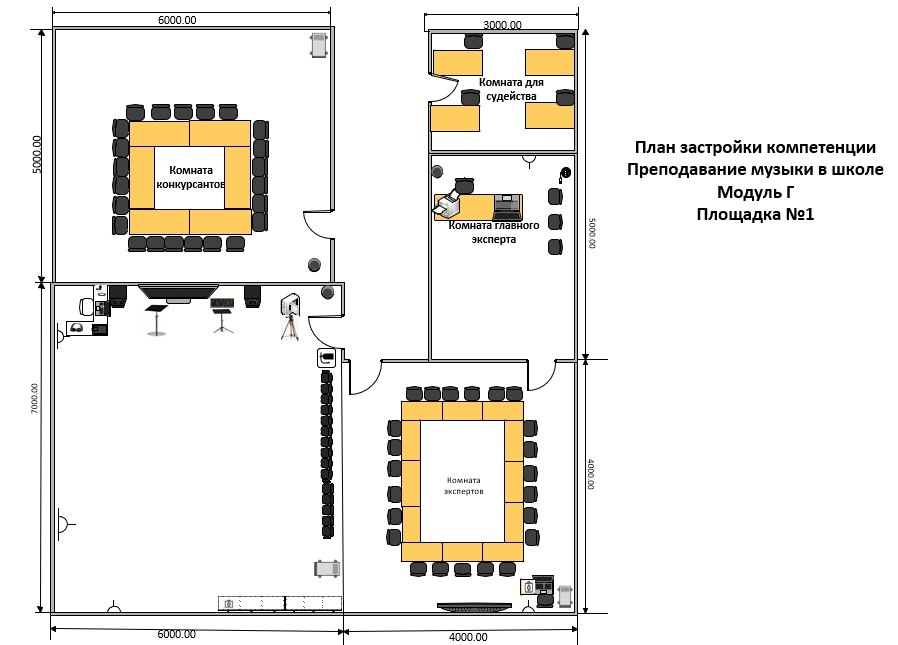 6000.00
3000.00
Комната для
судейства
5000.00
Комната
конкурсантов
План застройки компетенции
Преподавание музыки в школе
Модуль Г
Площадка №1
Комната главного
эксперта
5000.00
7000.00
Комната
экспертов
4000.00
6000.00
4000.00